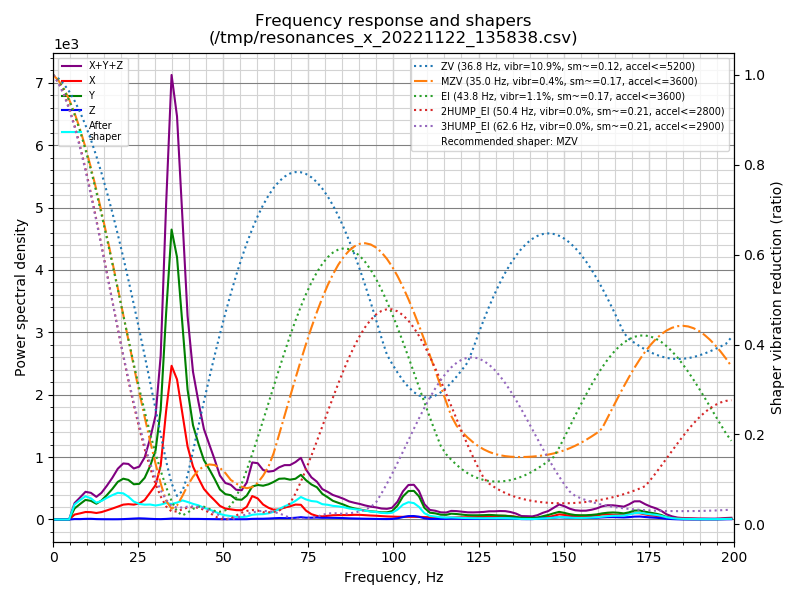 Frequency response and shapers
(/tmp/resonances_x_20221122_135838.csv)
1e3
X+Y+Z
X
Y
Z
After
shaper
ZV (36.8 Hz, vibr=10.9%, sm~=0.12, accel<=5200)
MZV (35.0 Hz, vibr=0.4%, sm~=0.17, accel<=3600)
EI (43.8 Hz, vibr=1.1%, sm~=0.17, accel<=3600)
2HUMP_EI (50.4 Hz, vibr=0.0%, sm~=0.21, accel<=2800)
3HUMP_EI (62.6 Hz, vibr=0.0%, sm~=0.21, accel<=2900)
Recommended shaper: MZV
7
6
5
4
3
2
1
0
Power spectral density
1.0
0.8
0.6
0.4
0.2
0.0
Shaper vibration reduction (ratio)
0 25 50 75 100 125 150 175 200
Frequency, Hz